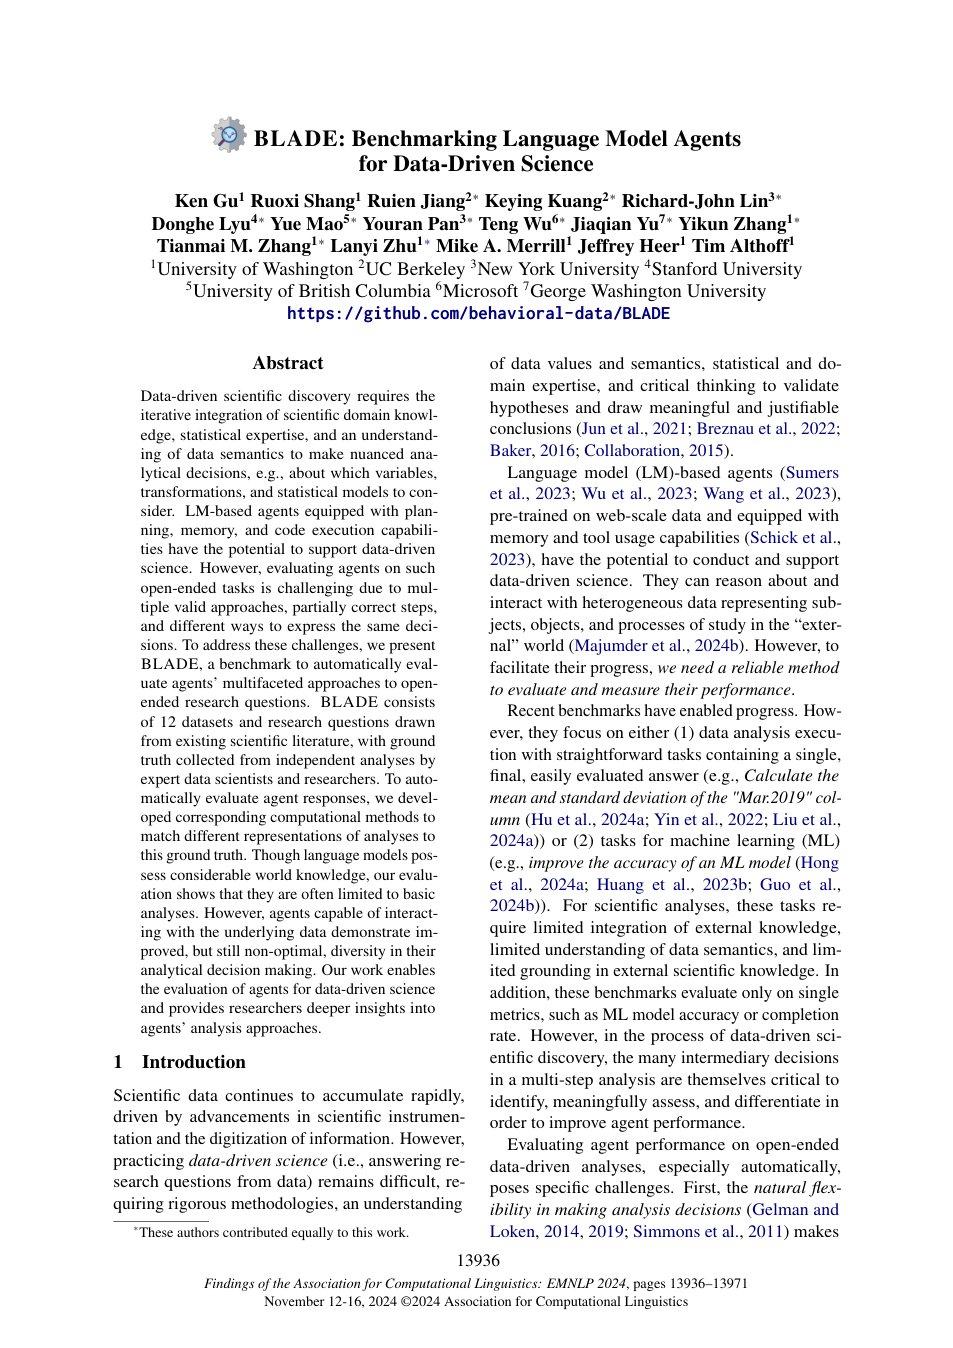 BLADE: Benchmarking Language Model Agents
for Data-Driven Science
Ken Gu1 Ruoxi Shang1 Ruien Jiang2* Keying Kuang2* Richard-John Lin3*
Donghe Lyu4* Yue Mao5* Youran Pan3* Teng Wu6* Jiaqian Yu7* Yikun Zhang1*
Tianmai M. Zhang1* Lanyi Zhu1* Mike A. Merrill1 Jeffrey Heer1 Tim Althoff1
1University of Washington 2UC Berkeley 3New York University 4Stanford University
5University of British Columbia 6Microsoft 7George Washington University
https://github.com/behavioral-data/BLADE
Abstract
Data-driven scientific discovery requires the
iterative integration of scientific domain knowl-
edge, statistical expertise, and an understand-
ing of data semantics to make nuanced ana-
lytical decisions, e.g., about which variables,
transformations, and statistical models to con-
sider. LM-based agents equipped with plan-
ning, memory, and code execution capabili-
ties have the potential to support data-driven
science. However, evaluating agents on such
open-ended tasks is challenging due to mul-
tiple valid approaches, partially correct steps,
and different ways to express the same deci-
sions. To address these challenges, we present
BLADE, a benchmark to automatically eval-
uate agents' multifaceted approaches to open-
ended research questions. BLADE consists
of 12 datasets and research questions drawn
from existing scientific literature, with ground
truth collected from independent analyses by
expert data scientists and researchers. To auto-
matically evaluate agent responses, we devel-
oped corresponding computational methods to
match different representations of analyses to
this ground truth. Though language models pos-
sess considerable world knowledge, our evalu-
ation shows that they are often limited to basic
analyses. However, agents capable of interact-
ing with the underlying data demonstrate im-
proved, but still non-optimal, diversity in their
analytical decision making. Our work enables
the evaluation of agents for data-driven science
and provides researchers deeper insights into
agents' analysis approaches.
1 Introduction
Scientific data continues to accumulate rapidly,
driven by advancements in scientific instrumen-
tation and the digitization of information. However,
practicing data-driven science (i.e., answering re-
search questions from data) remains difficult, re-
quiring rigorous methodologies, an understanding
*These authors contributed equally to this work.
of data values and semantics, statistical and do-
main expertise, and critical thinking to validate
hypotheses and draw meaningful and justifiable
conclusions (Jun et al., 2021; Breznau et al., 2022;
Baker, 2016; Collaboration, 2015).
Language model (LM)-based agents (Sumers
et al., 2023; Wu et al., 2023; Wang et al., 2023),
pre-trained on web-scale data and equipped with
memory and tool usage capabilities (Schick et al.,
2023), have the potential to conduct and support
data-driven science. They can reason about and
interact with heterogeneous data representing sub-
jects, objects, and processes of study in the “exter-
nal” world (Majumder et al., 2024b). However, to
facilitate their progress, we need a reliable method
to evaluate and measure their performance.
Recent benchmarks have enabled progress. How-
ever, they focus on either (1) data analysis execu-
tion with straightforward tasks containing a single,
final, easily evaluated answer (e.g., Calculate the
mean and standard deviation of the "Mar.2019" col-
umn (Hu et al., 2024a; Yin et al., 2022; Liu et al.,
2024a)) or (2) tasks for machine learning (ML)
(e.g., improve the accuracy of an ML model (Hong
et al., 2024a; Huang et al., 2023b; Guo et al.,
2024b)). For scientific analyses, these tasks re-
quire limited integration of external knowledge,
limited understanding of data semantics, and lim-
ited grounding in external scientific knowledge. In
addition, these benchmarks evaluate only on single
metrics, such as ML model accuracy or completion
rate. However, in the process of data-driven sci-
entific discovery, the many intermediary decisions
in a multi-step analysis are themselves critical to
identify, meaningfully assess, and differentiate in
order to improve agent performance.
Evaluating agent performance on open-ended
data-driven analyses, especially automatically,
poses specific challenges. First, the natural flex-
ibility in making analysis decisions (Gelman and
Loken, 2014, 2019; Simmons et al., 2011) makes
13936
Findings of the Association for Computational Linguistics: EMNLP 2024, pages 13936–13971
November 12-16, 2024 ©2024 Association for Computational Linguistics